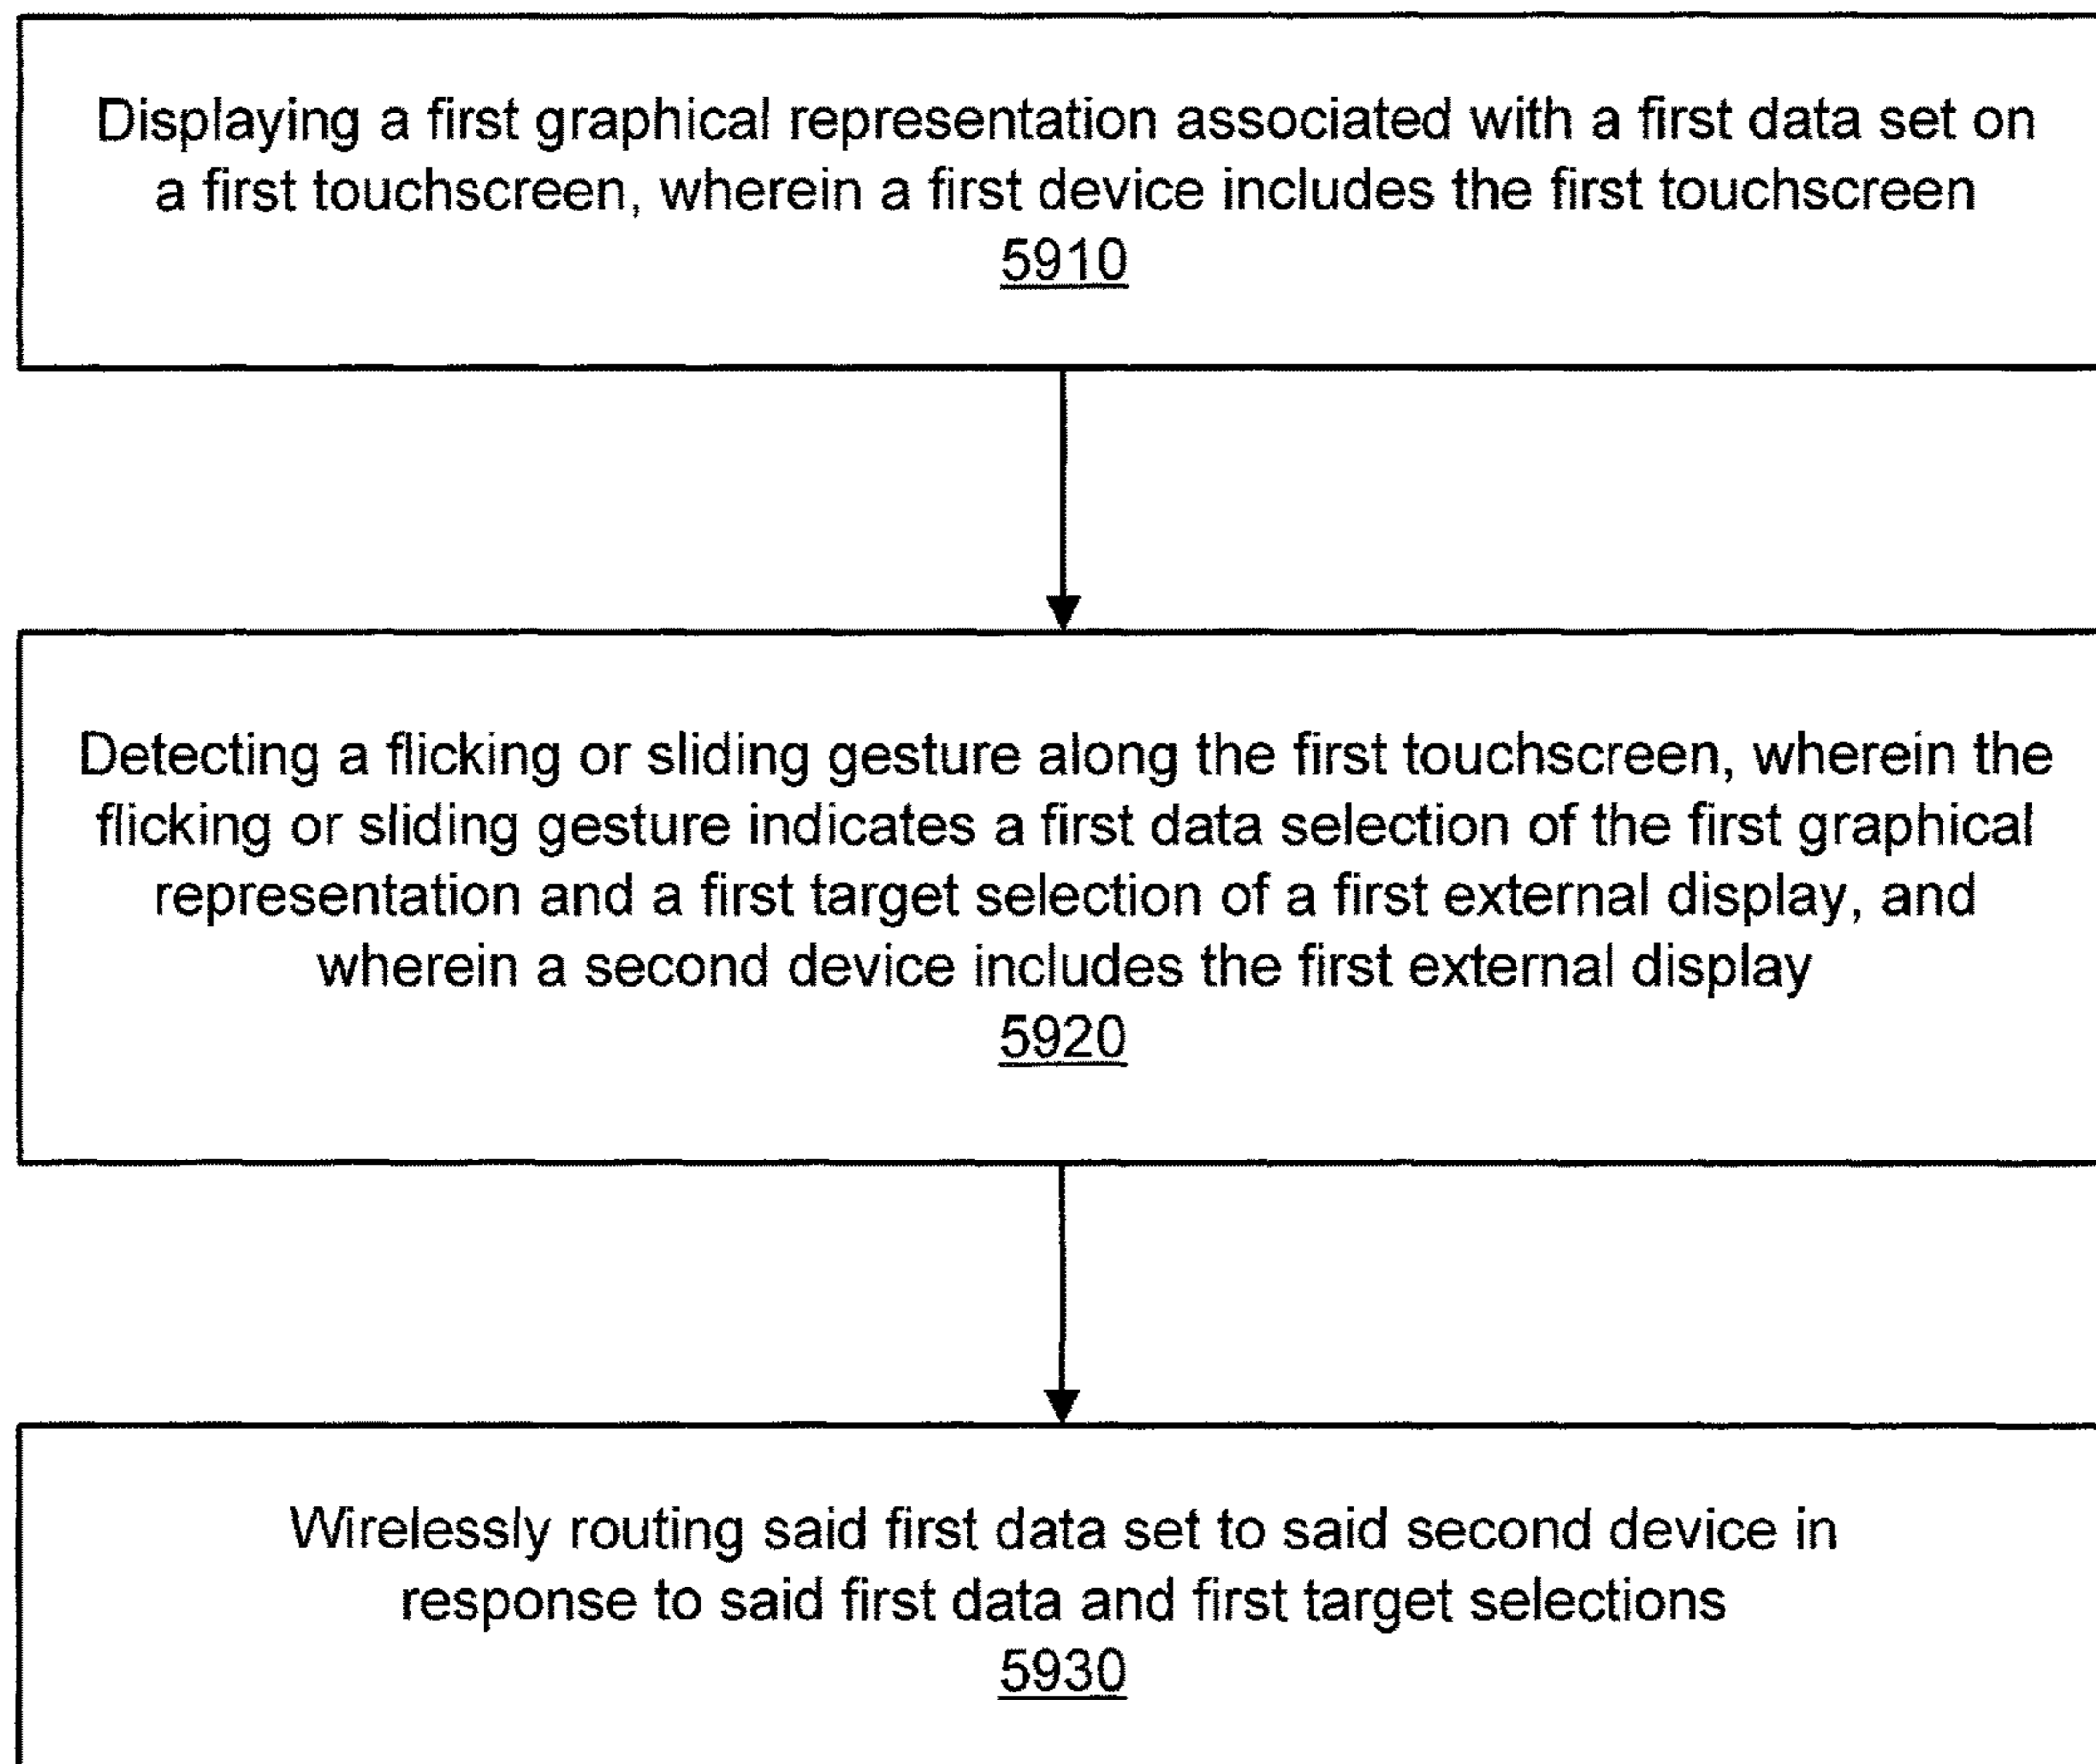 Displaying a first graphical representation associated with a first data set on
a first touchscreen, wherein a first device includes the first touchscreen
5910
Detecting a flicking or sliding gesture along the first touchscreen, wherein the
flicking or sliding gesture indicates a first data selection of the first graphical
representation and a first target selection of a first external display, and
wherein a second device includes the first external display
5920
Wirelessly routing said first data set to said second device in
response to said first data and first target selections
5930